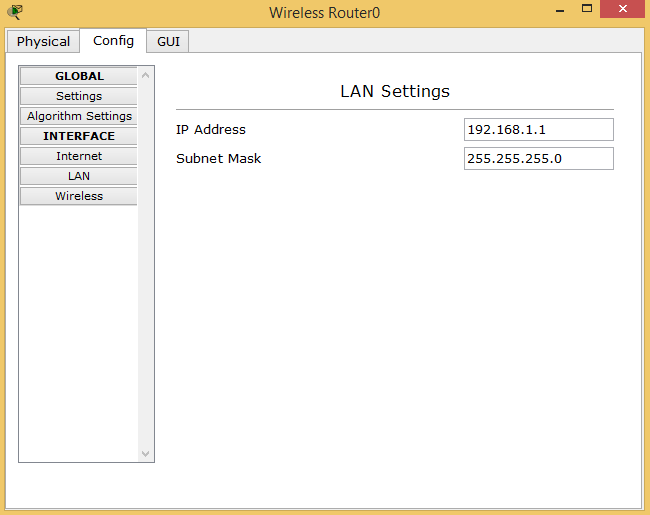 Wireless Router0
Physical Config GUI
GLOBAL
Settings
Algorithm Settings
INTERFACE
Internet
LAN
Wireless
LAN Settings
IP Address 192.168.1.1
Subnet Mask 255.255.255.0